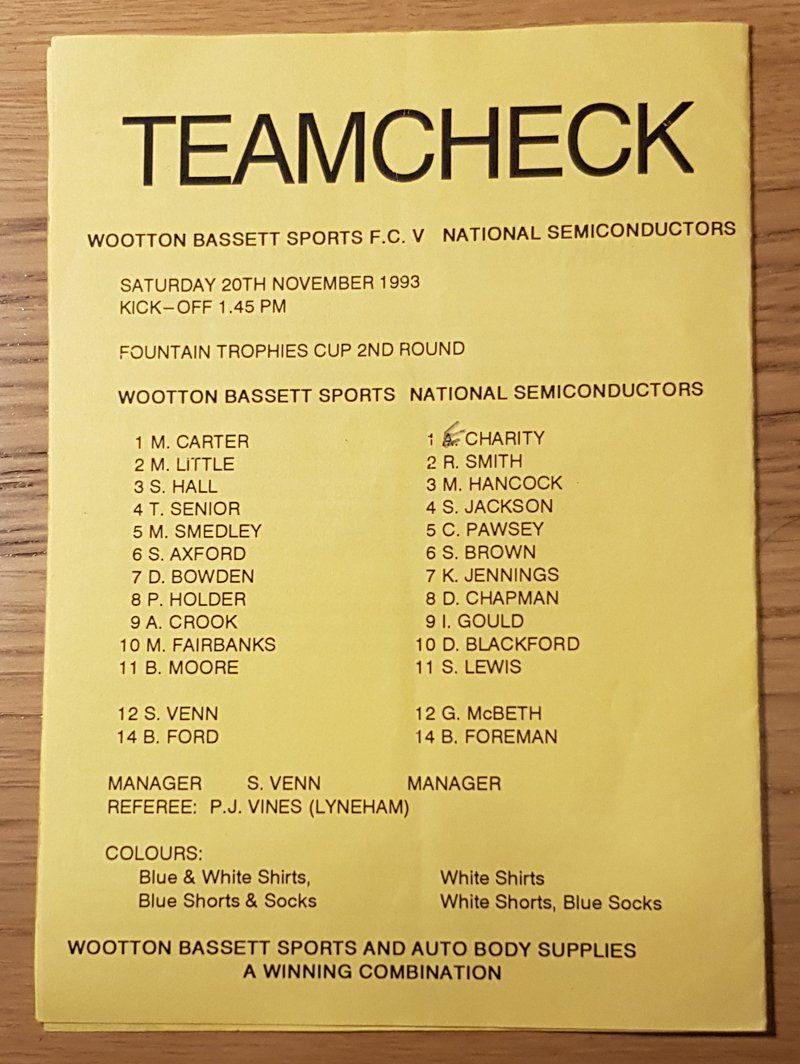 TEAMCHECK
WOOTTON BASSETT SPORTS F.C. V NATIONAL SEMICONDUCTORS
SATURDAY 20TH NOVEMBER 1993
KICK-OFF 1.45 PM
FOUNTAIN TROPHIES CUP 2ND ROUND
WOOTTON BASSETT SPORTS NATIONAL SEMICONDUCTORS
1 M. CARTER 1 CHARITY
2 M. LITTLE 2 R. SMITH
3 S. HALL 3 M. HANCOCK
4 T. SENIOR 4 S. JACKSON
5 M. SMEDLEY 5 C. PAWSEY
6 S. AXFORD 6 S. BROWN
7 D. BOWDEN 7 K. JENNINGS
8 P. HOLDER 8 D. CHAPMAN
9 A. CROOK 9 I. GOULD
10 M. FAIRBANKS 10 D. BLACKFORD
11 B. MOORE 11 S. LEWIS
12 S. VENN 12 G. McBETH
14 B. FORD 14 B. FOREMAN
MANAGER S. VENN MANAGER
REFEREE: P.J. VINES (LYNEHAM)
COLOURS:
Blue & White Shirts, White Shirts
Blue Shorts & Socks White Shorts, Blue Socks
WOOTTON BASSETT SPORTS AND AUTO BODY SUPPLIES
A WINNING COMBINATION